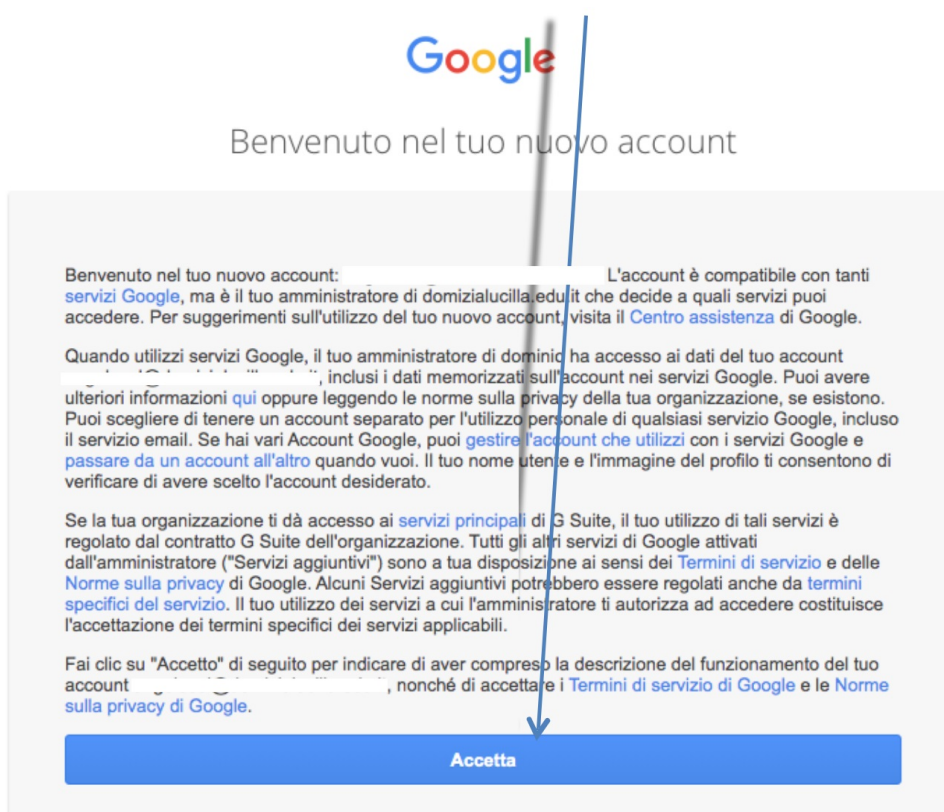 Google
Benvenuto nel tuo nuovo account
Benvenuto nel tuo nuovo account: L'account è compatibile con tanti
servizi Google, ma è il tuo amministratore di domizialucilla.edu.it che decide a quali servizi puoi
accedere. Per suggerimenti sull'utilizzo del tuo nuovo account, visita il Centro assistenza di Google.
Quando utilizzi servizi Google, il tuo amministratore di dominio ha accesso ai dati del tuo account
, inclusi i dati memorizzati sull'account nei servizi Google. Puoi avere
ulteriori informazioni qui oppure leggendo le norme sulla privacy della tua organizzazione, se esistono.
Puoi scegliere di tenere un account separato per l'utilizzo personale di qualsiasi servizio Google, incluso
il servizio email. Se hai vari Account Google, puoi gestire l'account che utilizzi con i servizi Google e
passare da un account all'altro quando vuoi. Il tuo nome utente e l'immagine del profilo ti consentono di
verificare di avere scelto l'account desiderato.
Se la tua organizzazione ti dà accesso ai servizi principali di G Suite, il tuo utilizzo di tali servizi è
regolato dal contratto G Suite dell'organizzazione. Tutti gli altri servizi di Google attivati
dall'amministratore ("Servizi aggiuntivi") sono a tua disposizione ai sensi dei Termini di servizio e delle
Norme sulla privacy di Google. Alcuni Servizi aggiuntivi potrebbero essere regolati anche da termini
specifici del servizio. Il tuo utilizzo dei servizi a cui l'amministratore ti autorizza ad accedere costituisce
l'accettazione dei termini specifici dei servizi applicabili.
Fai clic su "Accetto" di seguito per indicare di aver compreso la descrizione del funzionamento del tuo
account , nonché di accettare i Termini di servizio di Google e le Norme
sulla privacy di Google.
Accetta